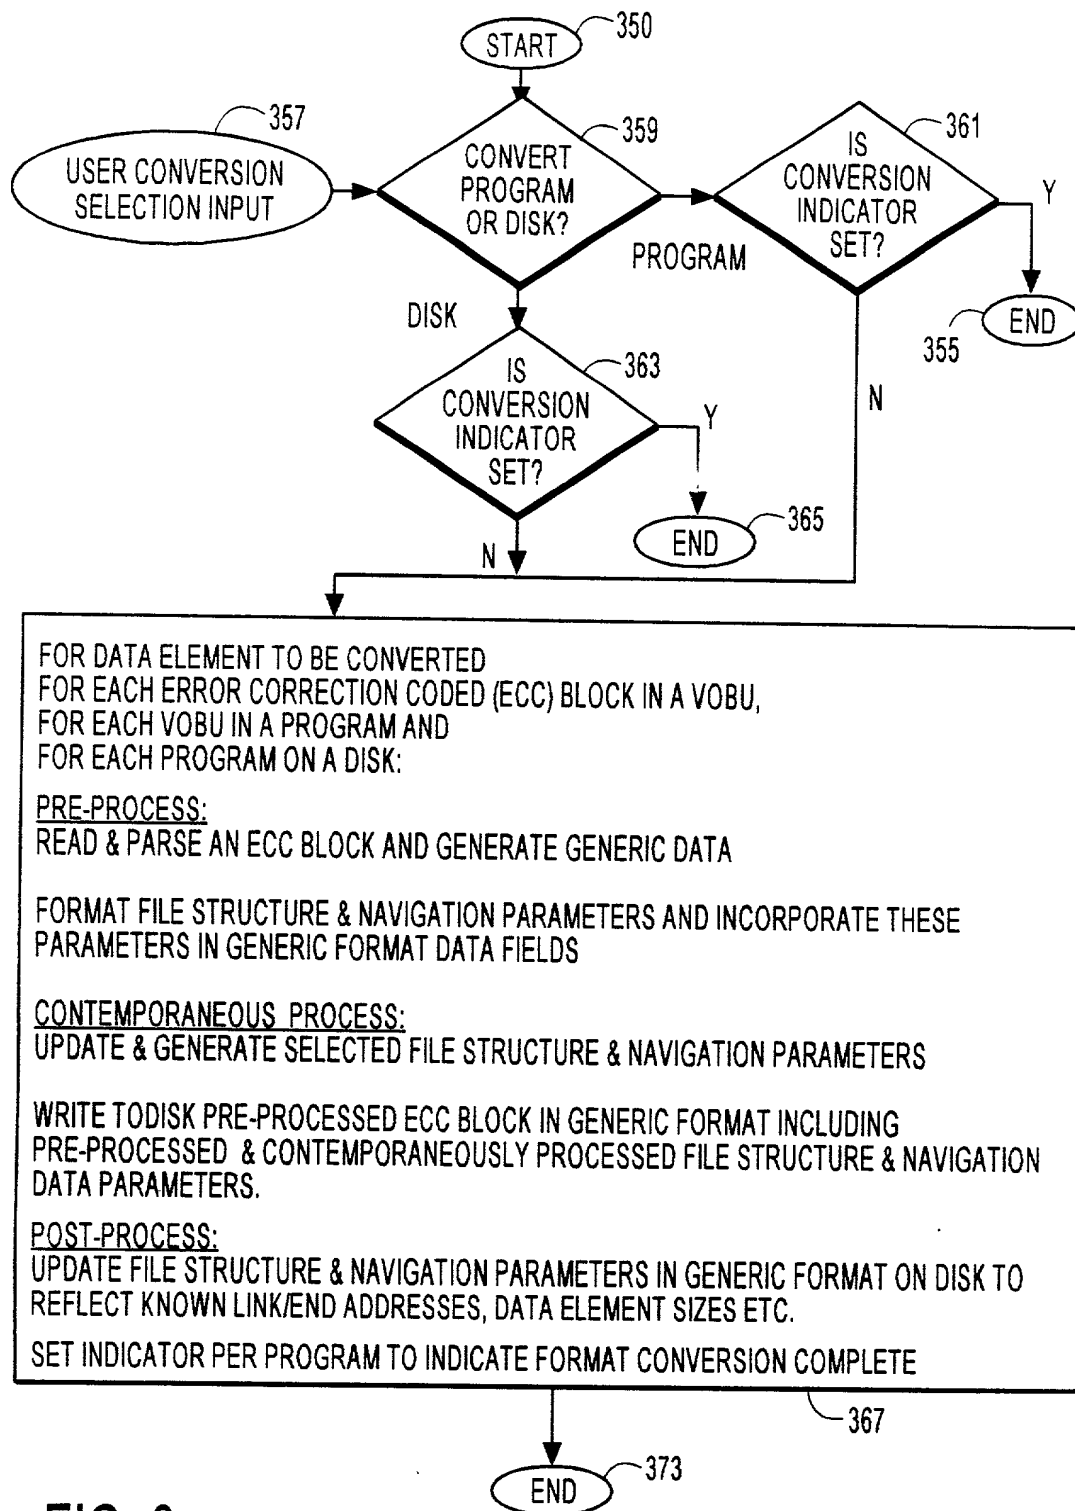 START
350
357
USER CONVERSION
SELECTION INPUT
359
CONVERT
PROGRAM
OR DISK?
361
IS
CONVERSION
INDICATOR
SET?
Y
PROGRAM
END
355
DISK
363
IS
CONVERSION
INDICATOR
SET?
Y
N
END
365
N
FOR DATA ELEMENT TO BE CONVERTED
FOR EACH ERROR CORRECTION CODED (ECC) BLOCK IN A VOBU,
FOR EACH VOBU IN A PROGRAM AND
FOR EACH PROGRAM ON A DISK:
PRE-PROCESS:
READ & PARSE AN ECC BLOCK AND GENERATE GENERIC DATA
FORMAT FILE STRUCTURE & NAVIGATION PARAMETERS AND INCORPORATE THESE
PARAMETERS IN GENERIC FORMAT DATA FIELDS
CONTEMPORANEOUS PROCESS:
UPDATE & GENERATE SELECTED FILE STRUCTURE & NAVIGATION PARAMETERS
WRITE TODISK PRE-PROCESSED ECC BLOCK IN GENERIC FORMAT INCLUDING
PRE-PROCESSED & CONTEMPORANEOUSLY PROCESSED FILE STRUCTURE & NAVIGATION
DATA PARAMETERS.
POST-PROCESS:
UPDATE FILE STRUCTURE & NAVIGATION PARAMETERS IN GENERIC FORMAT ON DISK TO
REFLECT KNOWN LINK/END ADDRESSES, DATA ELEMENT SIZES ETC.
SET INDICATOR PER PROGRAM TO INDICATE FORMAT CONVERSION COMPLETE
367
END
373